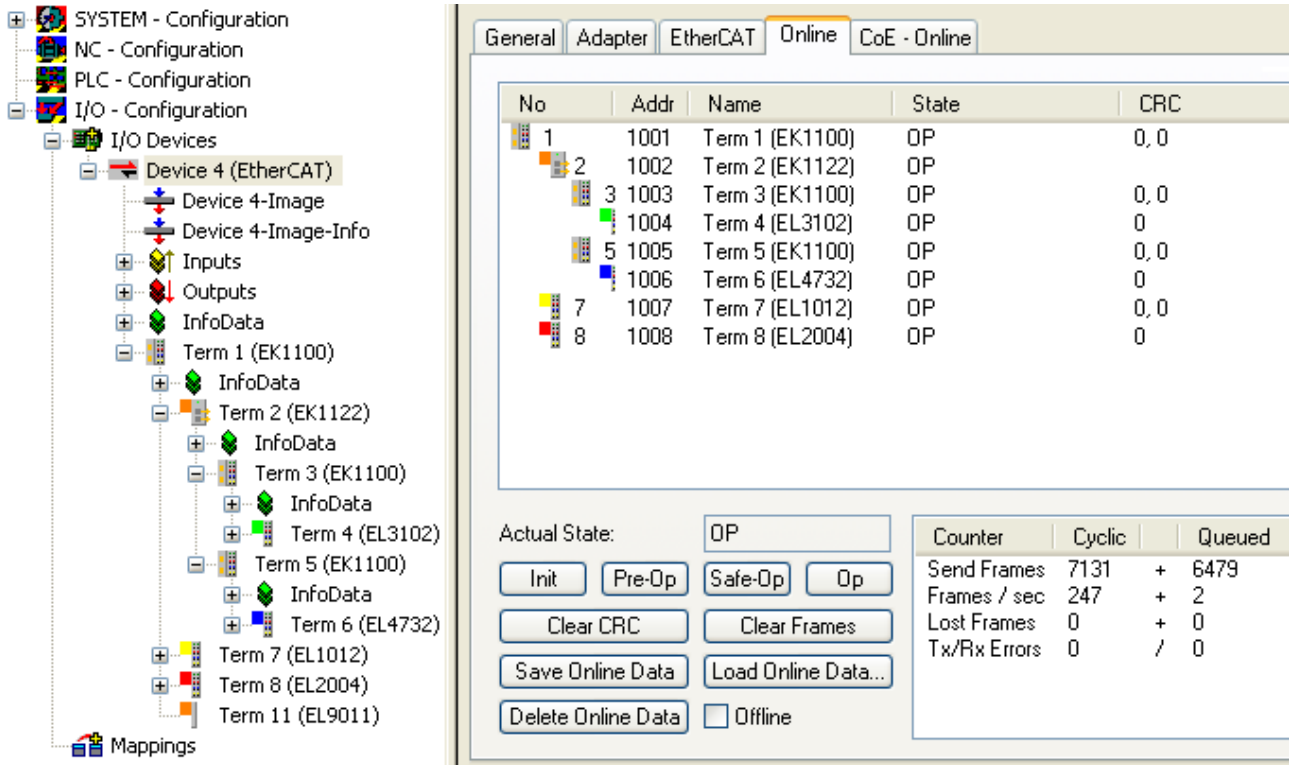 SYSTEM - Configuration
NC - Configuration
PLC - Configuration
I/O - Configuration
I/O Devices
Device 4 (EtherCAT)
Device 4-Image
Device 4-Image-Info
Inputs
Outputs
InfoData
Term 1 (EK1100)
InfoData
Term 2 (EK1122)
InfoData
Term 3 (EK1100)
InfoData
Term 4 (EL3102)
Term 5 (EK1100)
InfoData
Term 6 (EL4732)
Term 7 (EL1012)
Term 8 (EL2004)
Term 11 (EL9011)
Mappings
General Adapter EtherCAT Online CoE - Online
No Addr Name State CRC
1 1001 Term 1 (EK1100) OP 0, 0
2 1002 Term 2 (EK1122) OP
3 1003 Term 3 (EK1100) OP 0, 0
1004 Term 4 (EL3102) OP 0
5 1005 Term 5 (EK1100) OP 0, 0
1006 Term 6 (EL4732) OP 0
7 1007 Term 7 (EL1012) OP 0, 0
8 1008 Term 8 (EL2004) OP 0
Actual State: OP
Init Pre-Op Safe-Op Op
Clear CRC Clear Frames
Save Online Data Load Online Data...
Delete Online Data Offline
Counter Cyclic Queued
Send Frames 7131 + 6479
Frames / sec 247 + 2
Lost Frames 0 + 0
Tx/Rx Errors 0 / 0